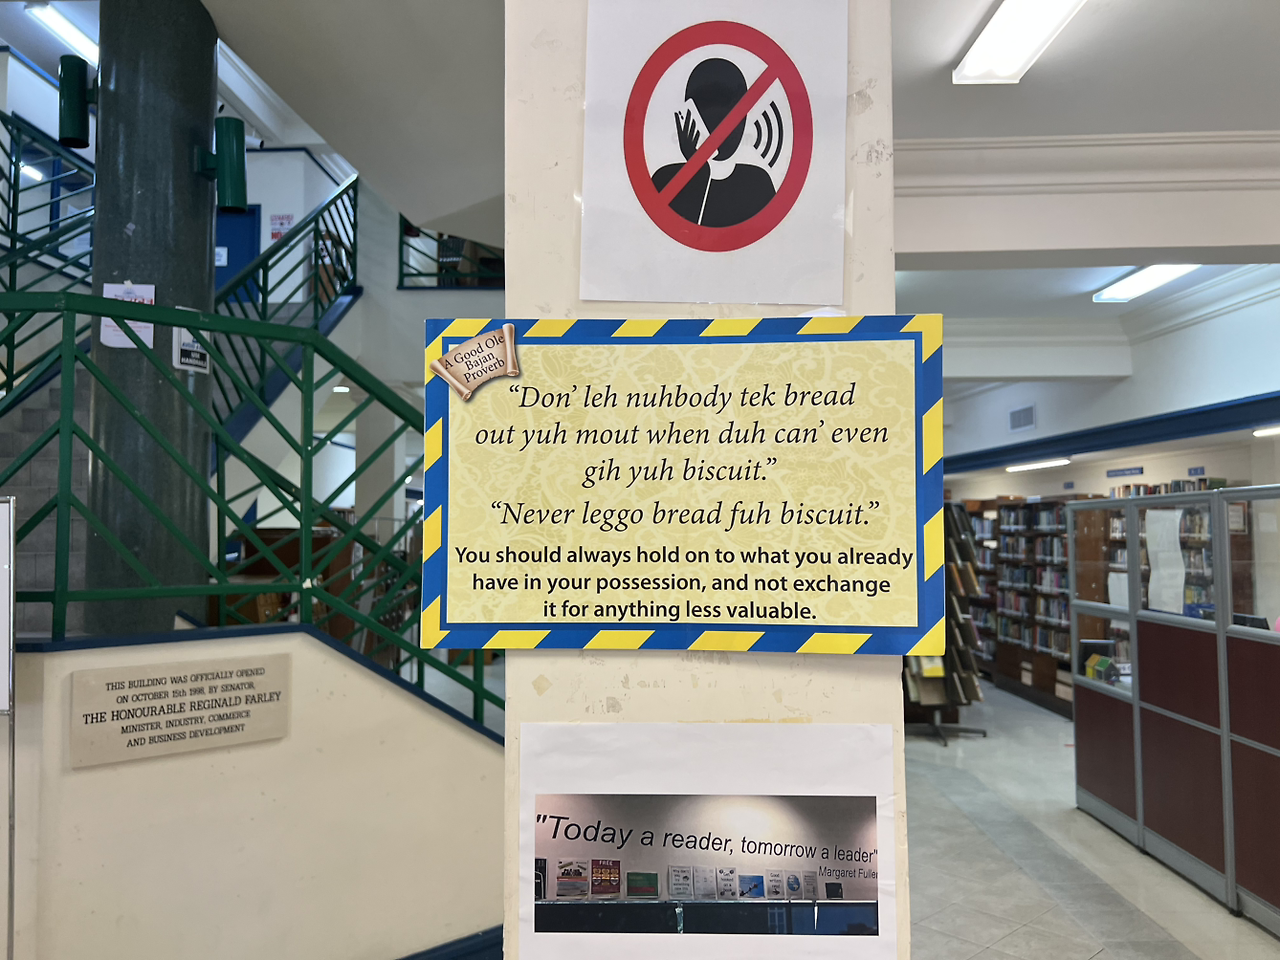 A Good Ole
Bajan
Proverb
“Don’ leh nuhbody tek bread
out yuh mout when duh can’ even
gih yuh biscuit.”
“Never leggo bread fuh biscuit.”
You should always hold on to what you already
have in your possession, and not exchange
it for anything less valuable.
THIS BUILDING WAS OFFICIALLY OPENED
ON OCTOBER 15th 1998, BY SENATOR,
THE HONOURABLE REGINALD FARLEY
MINISTER, INDUSTRY, COMMERCE
AND BUSINESS DEVELOPMENT
"Today a reader, tomorrow a leader"
Margaret Fuller
FREE
USE
HANDRAILS